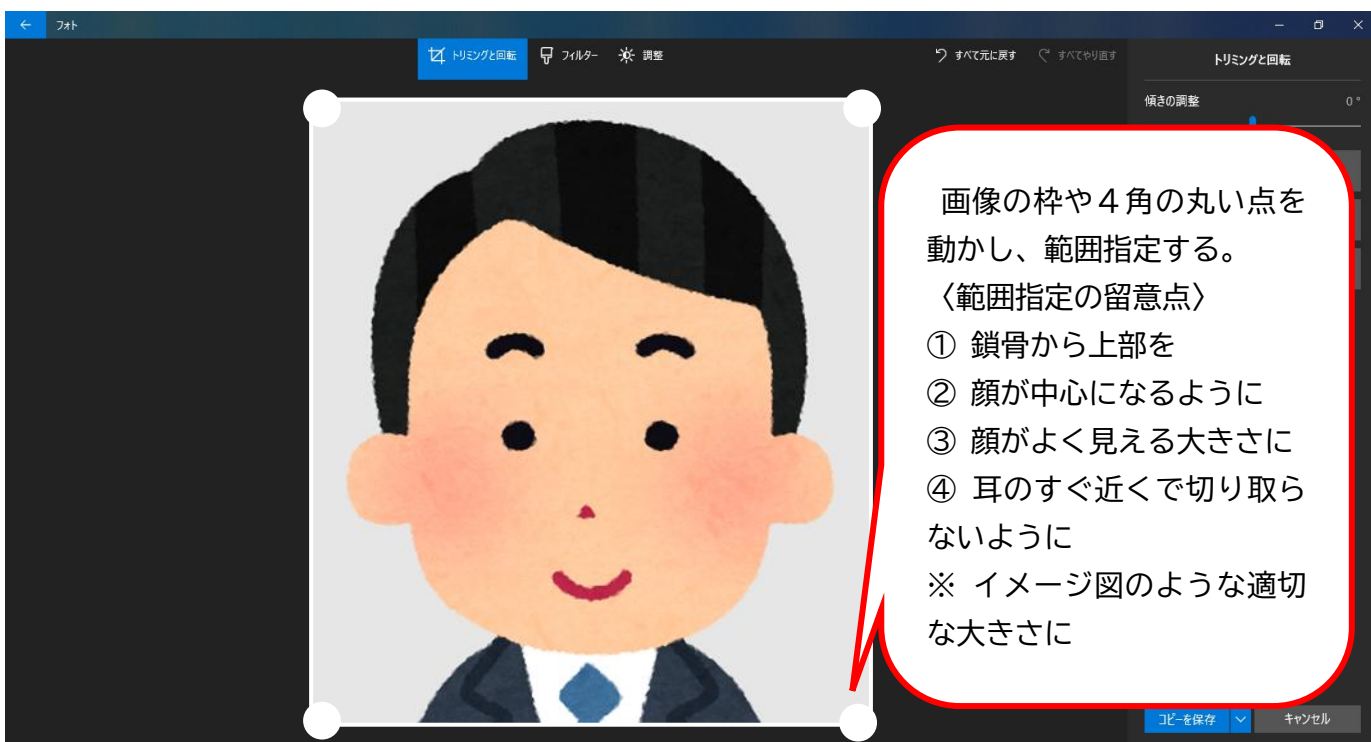 フォト
トリミングと回転
フィルター
調整
すべて元に戻す
すべてやり直す
トリミングと回転
傾きの調整
0°
画像の枠や４角の丸い点を
動かし、範囲指定する。
〈範囲指定の留意点〉
① 鎖骨から上部を
② 顔が中心になるように
③ 顔がよく見える大きさに
④ 耳のすぐ近くで切り取ら
ないように
※ イメージ図のような適切
な大きさに
コピーを保存
キャンセル